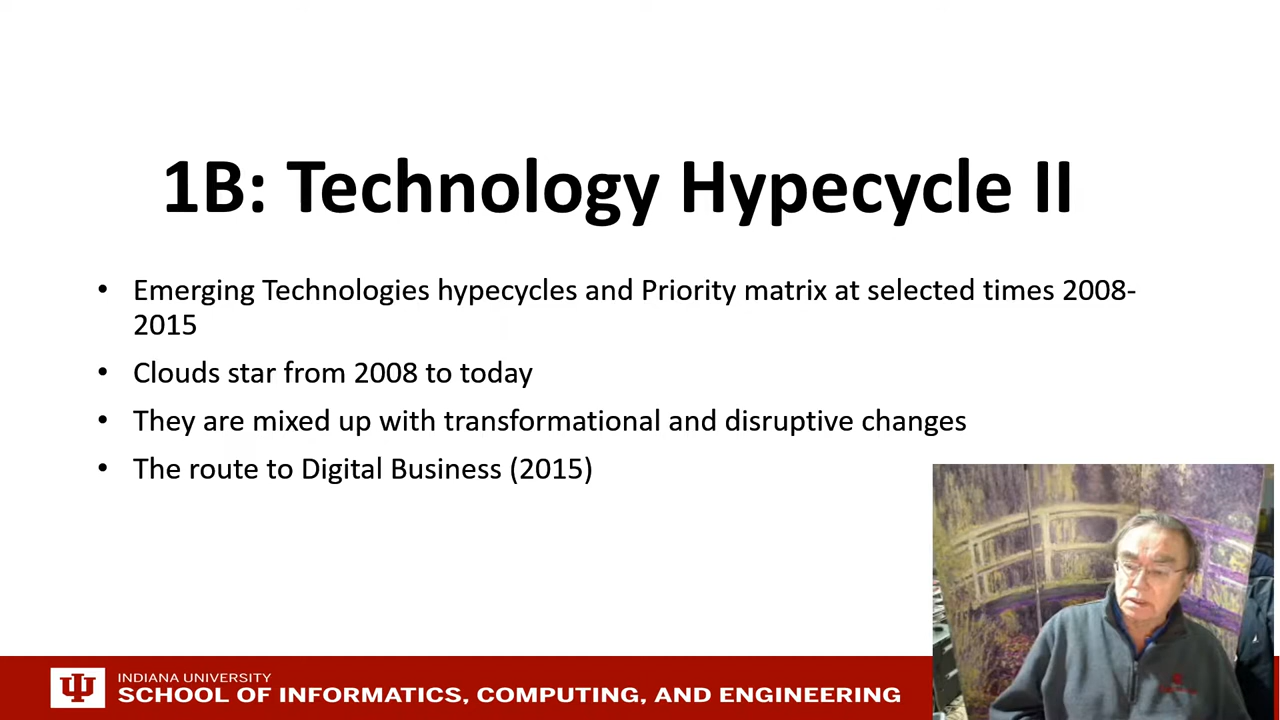 1B: Technology Hypecycle II
• Emerging Technologies hypecycles and Priority matrix at selected times 2008-
2015
• Clouds star from 2008 to today
• They are mixed up with transformational and disruptive changes
• The route to Digital Business (2015)
INDIANA UNIVERSITY
SCHOOL OF INFORMATICS, COMPUTING, AND ENGINEERING